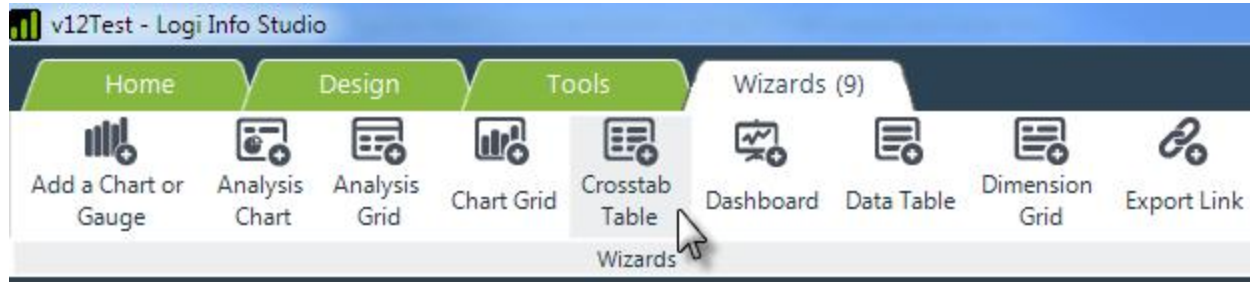 v12Test - Logi Info Studio
Home
Design
Tools
Wizards (9)
Add a Chart or
Gauge
Analysis
Chart
Analysis
Grid
Chart Grid
Crosstab
Table
Dashboard
Data Table
Dimension
Grid
Export Link
Wizards